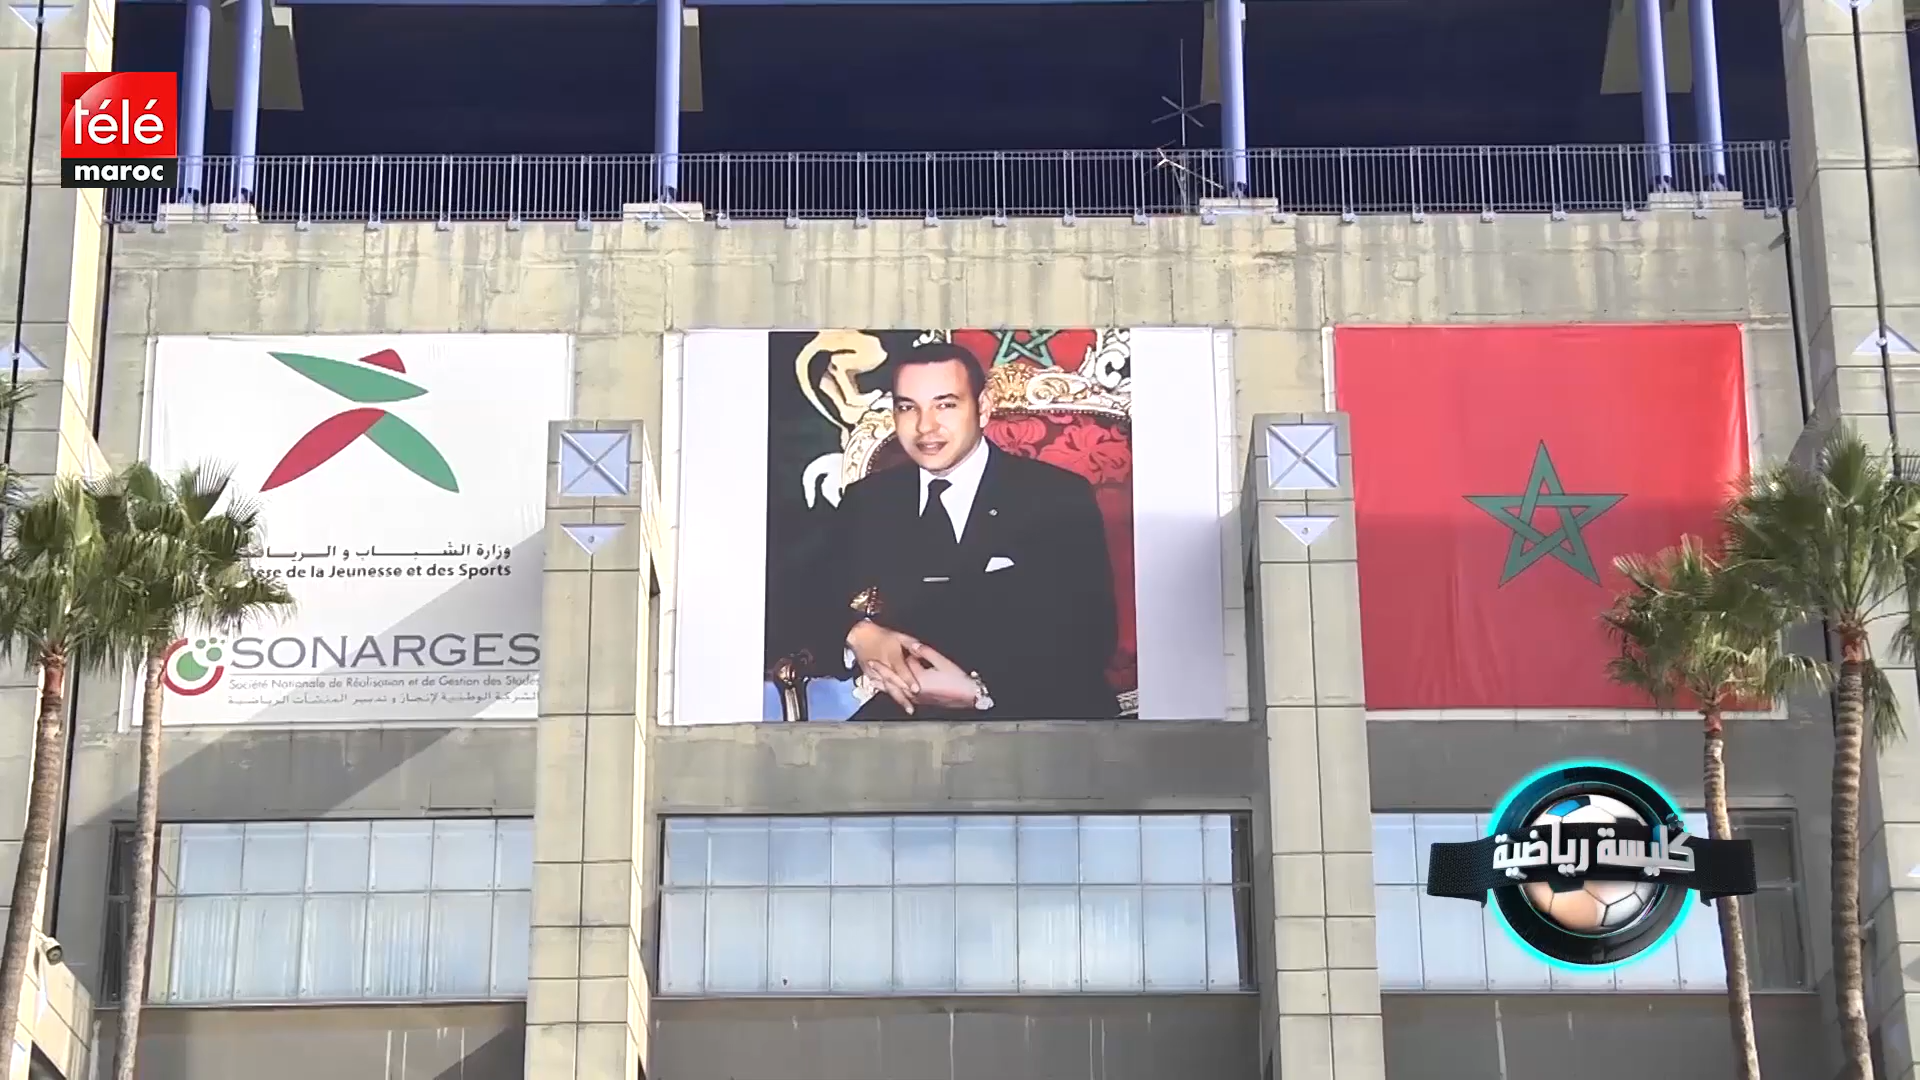 télé
maroc
وزارة الشباب و الرياضة
de la Jeunesse et des Sports
SONARGES
Société Nationale de Réalisation et de Gestion des Stades
الشركة الوطنية لإنجاز و تدبير المنشآت الرياضية
كليسة رياضية